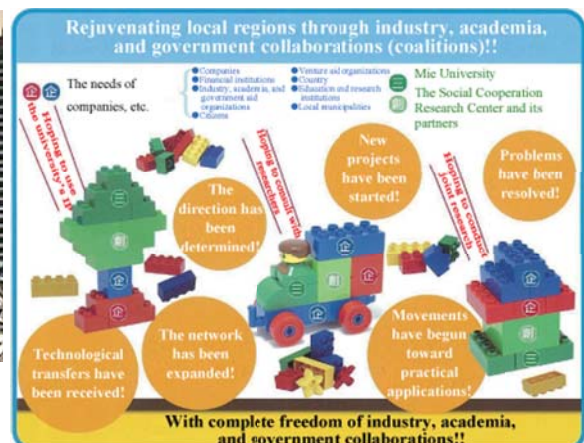 Rejuvenating local regions through industry, academia,
and government collaborations (coalitions)!!
The needs of
companies, etc.
●Companies
●Financial institutions
●Industry, academia, and
government aid
organizations
●Citizens
●Venture aid organizations
●Country
●Education and research
institutions
●Local municipalities
Mie University
The Social Cooperation
Research Center and its
partners
Hoping to use
the university's IP
Hoping to consult with
researchers
Hoping to conduct
joint research
The
direction has
been
determined!
New
projects
have been
started!
Problems
have been
resolved!
Technological
transfers have
been received!
The network
has been
expanded!
Movements
have begun
toward
practical
applications!
With complete freedom of industry, academia,
and government collaborations!!